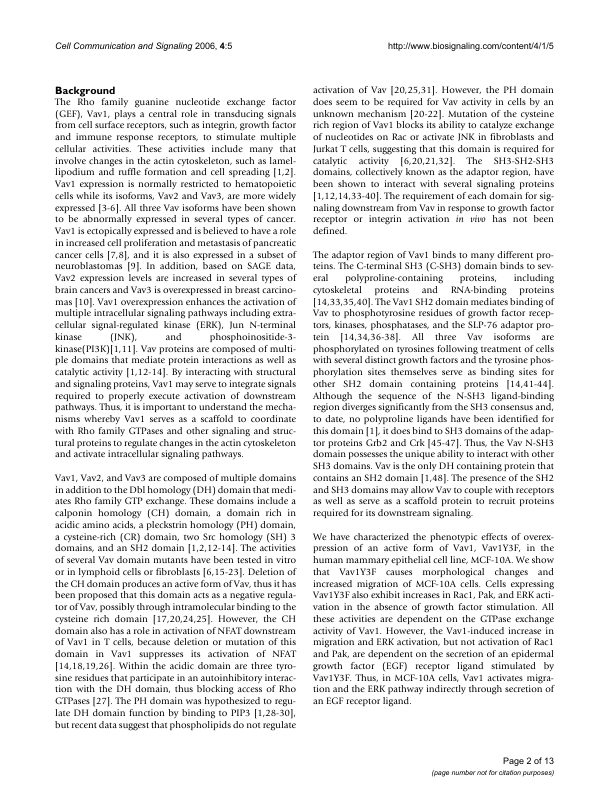 Cell Communication and Signaling 2006, 4:5
http://www.biosignaling.com/content/4/1/5
Background
The Rho family guanine nucleotide exchange factor
(GEF), Vav1, plays a central role in transducing signals
from cell surface receptors, such as integrin, growth factor
and immune response receptors, to stimulate multiple
cellular activities. These activities include many that
involve changes in the actin cytoskeleton, such as lamel-
lipodium and ruffle formation and cell spreading [1,2].
Vav1 expression is normally restricted to hematopoietic
cells while its isoforms, Vav2 and Vav3, are more widely
expressed [3-6]. All three Vav isoforms have been shown
to be abnormally expressed in several types of cancer.
Vav1 is ectopically expressed and is believed to have a role
in increased cell proliferation and metastasis of pancreatic
cancer cells [7,8], and it is also expressed in a subset of
neuroblastomas [9]. In addition, based on SAGE data,
Vav2 expression levels are increased in several types of
brain cancers and Vav3 is overexpressed in breast carcino-
mas [10]. Vav1 overexpression enhances the activation of
multiple intracellular signaling pathways including extra-
cellular signal-regulated kinase (ERK), Jun N-terminal
kinase (JNK), and phosphoinositide-3-
kinase(PI3K)[1,11]. Vav proteins are composed of multi-
ple domains that mediate protein interactions as well as
catalytic activity [1,12-14]. By interacting with structural
and signaling proteins, Vav1 may serve to integrate signals
required to properly execute activation of downstream
pathways. Thus, it is important to understand the mecha-
nisms whereby Vav1 serves as a scaffold to coordinate
with Rho family GTPases and other signaling and struc-
tural proteins to regulate changes in the actin cytoskeleton
and activate intracellular signaling pathways.
Vav1, Vav2, and Vav3 are composed of multiple domains
in addition to the Dbl homology (DH) domain that medi-
ates Rho family GTP exchange. These domains include a
calponin homology (CH) domain, a domain rich in
acidic amino acids, a pleckstrin homology (PH) domain,
a cysteine-rich (CR) domain, two Src homology (SH) 3
domains, and an SH2 domain [1,2,12-14]. The activities
of several Vav domain mutants have been tested in vitro
or in lymphoid cells or fibroblasts [6,15-23]. Deletion of
the CH domain produces an active form of Vav, thus it has
been proposed that this domain acts as a negative regula-
tor of Vav, possibly through intramolecular binding to the
cysteine rich domain [17,20,24,25]. However, the CH
domain also has a role in activation of NFAT downstream
of Vav1 in T cells, because deletion or mutation of this
domain in Vav1 suppresses its activation of NFAT
[14,18,19,26]. Within the acidic domain are three tyro-
sine residues that participate in an autoinhibitory interac-
tion with the DH domain, thus blocking access of Rho
GTPases [27]. The PH domain was hypothesized to regu-
late DH domain function by binding to PIP3 [1,28-30],
but recent data suggest that phospholipids do not regulate
activation of Vav [20,25,31]. However, the PH domain
does seem to be required for Vav activity in cells by an
unknown mechanism [20-22]. Mutation of the cysteine
rich region of Vav1 blocks its ability to catalyze exchange
of nucleotides on Rac or activate JNK in fibroblasts and
Jurkat T cells, suggesting that this domain is required for
catalytic activity [6,20,21,32]. The SH3-SH2-SH3
domains, collectively known as the adaptor region, have
been shown to interact with several signaling proteins
[1,12,14,33-40]. The requirement of each domain for sig-
naling downstream from Vav in response to growth factor
receptor or integrin activation in vivo has not been
defined.
The adaptor region of Vav1 binds to many different pro-
teins. The C-terminal SH3 (C-SH3) domain binds to sev-
eral polyproline-containing proteins, including
cytoskeletal proteins and RNA-binding proteins
[14,33,35,40]. The Vav1 SH2 domain mediates binding of
Vav to phosphotyrosine residues of growth factor recep-
tors, kinases, phosphatases, and the SLP-76 adaptor pro-
tein [14,34,36-38]. All three Vav isoforms are
phosphorylated on tyrosines following treatment of cells
with several distinct growth factors and the tyrosine phos-
phorylation sites themselves serve as binding sites for
other SH2 domain containing proteins [14,41-44].
Although the sequence of the N-SH3 ligand-binding
region diverges significantly from the SH3 consensus and,
to date, no polyproline ligands have been identified for
this domain [1], it does bind to SH3 domains of the adap-
tor proteins Grb2 and Crk [45-47]. Thus, the Vav N-SH3
domain possesses the unique ability to interact with other
SH3 domains. Vav is the only DH containing protein that
contains an SH2 domain [1,48]. The presence of the SH2
and SH3 domains may allow Vav to couple with receptors
as well as serve as a scaffold protein to recruit proteins
required for its downstream signaling.
We have characterized the phenotypic effects of overex-
pression of an active form of Vav1, Vav1Y3F, in the
human mammary epithelial cell line, MCF-10A. We show
that Vav1Y3F causes morphological changes and
increased migration of MCF-10A cells. Cells expressing
Vav1Y3F also exhibit increases in Rac1, Pak, and ERK acti-
vation in the absence of growth factor stimulation. All
these activities are dependent on the GTPase exchange
activity of Vav1. However, the Vav1-induced increase in
migration and ERK activation, but not activation of Rac1
and Pak, are dependent on the secretion of an epidermal
growth factor (EGF) receptor ligand stimulated by
Vav1Y3F. Thus, in MCF-10A cells, Vav1 activates migra-
tion and the ERK pathway indirectly through secretion of
an EGF receptor ligand.
Page 2 of 13
(page number not for citation purposes)